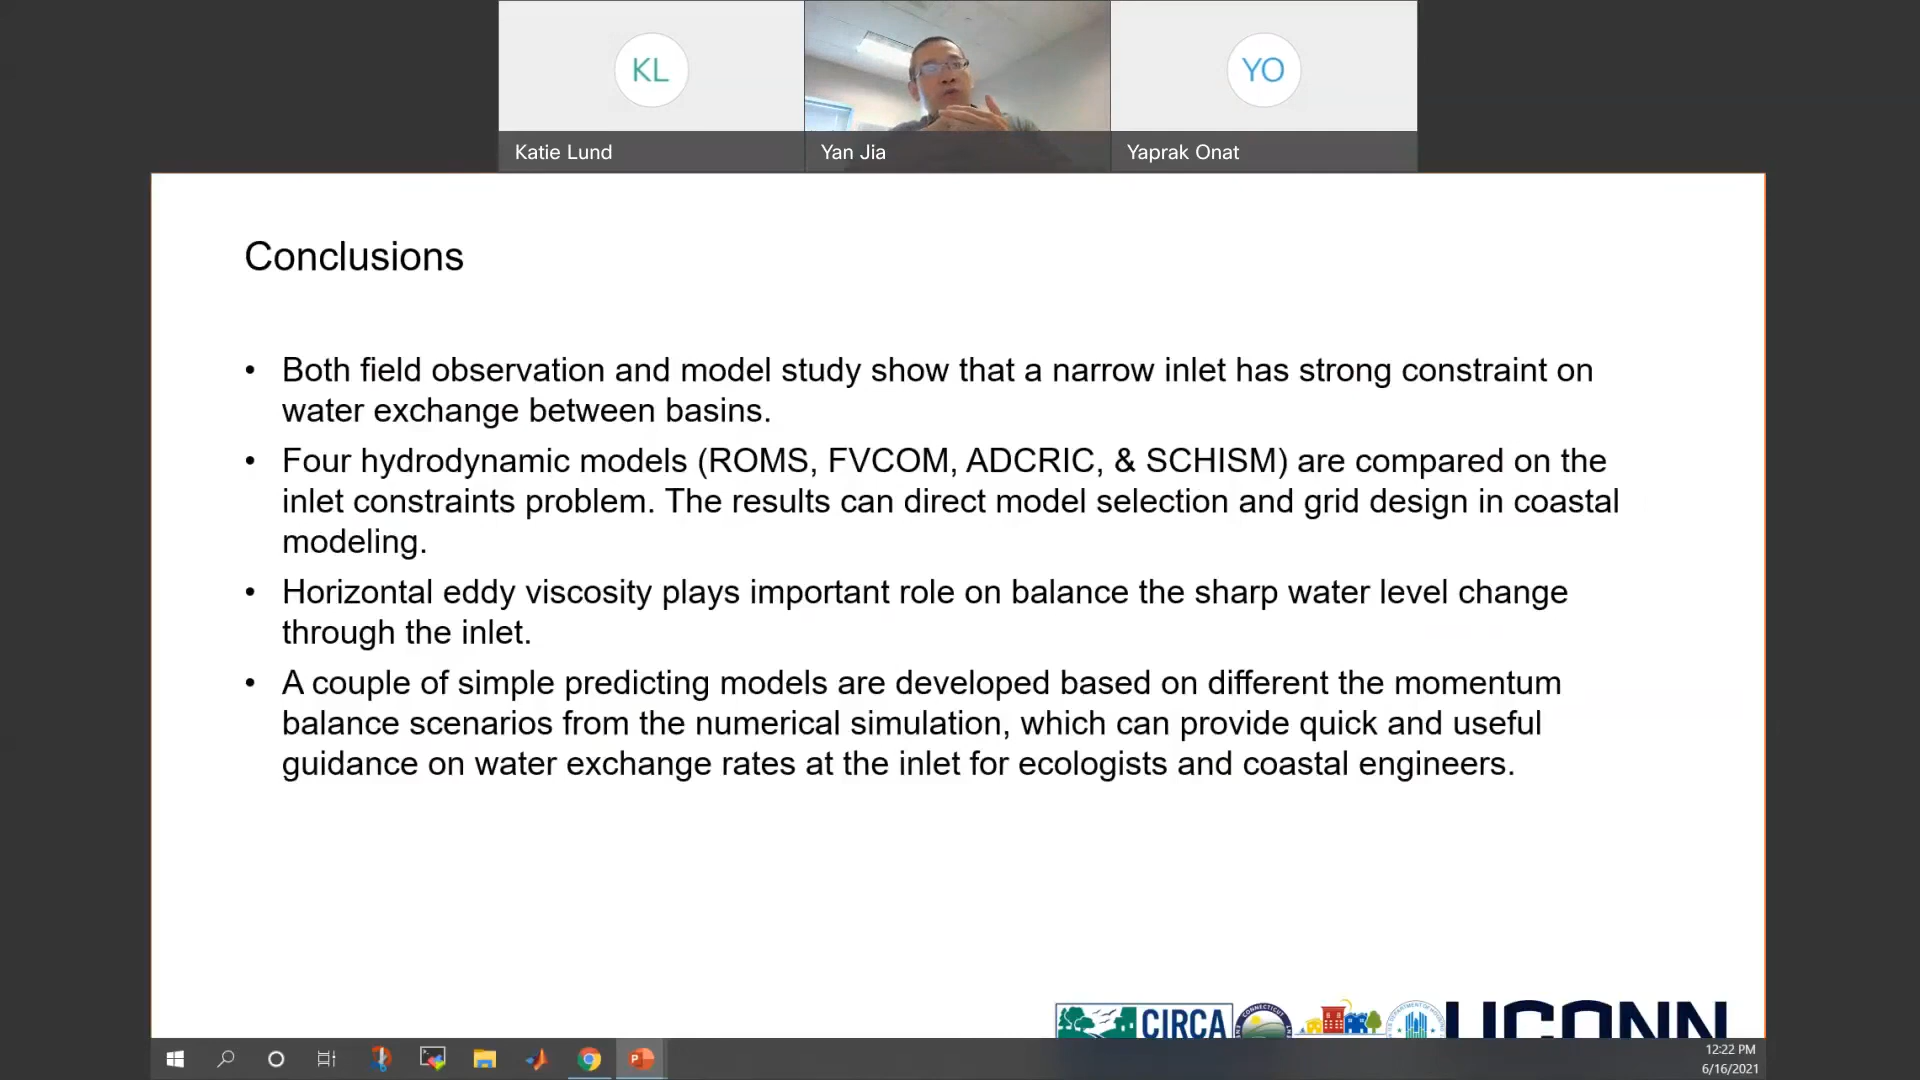 KL
YO
Katie Lund
Yan Jia
Yaprak Onat
Conclusions
• Both field observation and model study show that a narrow inlet has strong constraint on
water exchange between basins.
• Four hydrodynamic models (ROMS, FVCOM, ADCRIC, & SCHISM) are compared on the
inlet constraints problem. The results can direct model selection and grid design in coastal
modeling.
• Horizontal eddy viscosity plays important role on balance the sharp water level change
through the inlet.
• A couple of simple predicting models are developed based on different the momentum
balance scenarios from the numerical simulation, which can provide quick and useful
guidance on water exchange rates at the inlet for ecologists and coastal engineers.
CIRCA
CONNECTICUT
UCONN
12:22 PM
6/16/2021